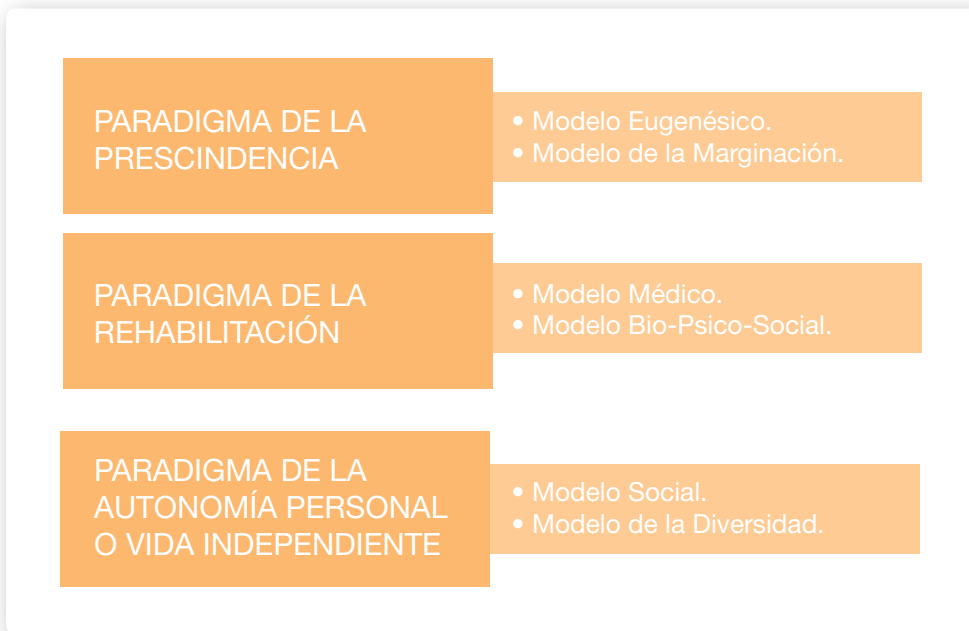 PARADIGMA DE LA
PRESCINDENCIA
• Modelo Eugenésico.
• Modelo de la Marginación.
PARADIGMA DE LA
REHABILITACIÓN
• Modelo Médico.
• Modelo Bio-Psico-Social.
PARADIGMA DE LA
AUTONOMÍA PERSONAL
O VIDA INDEPENDIENTE
• Modelo Social.
• Modelo de la Diversidad.